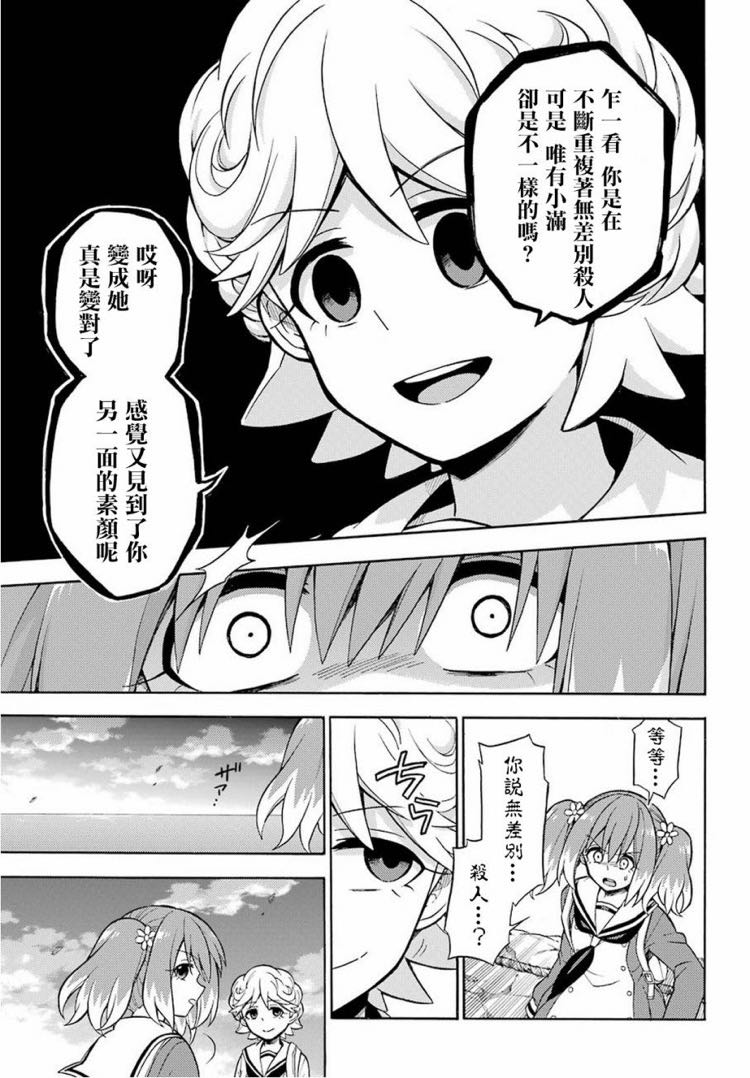 乍一看 你是在
不斷重複著無差別殺人
可是 唯有小滿
卻是不一樣的嗎？
哎呀
變成她
真是變對了
感覺又見到了你
另一面的素顏呢
等等…
你說無差別…
殺人…？
チラ
ザァ…